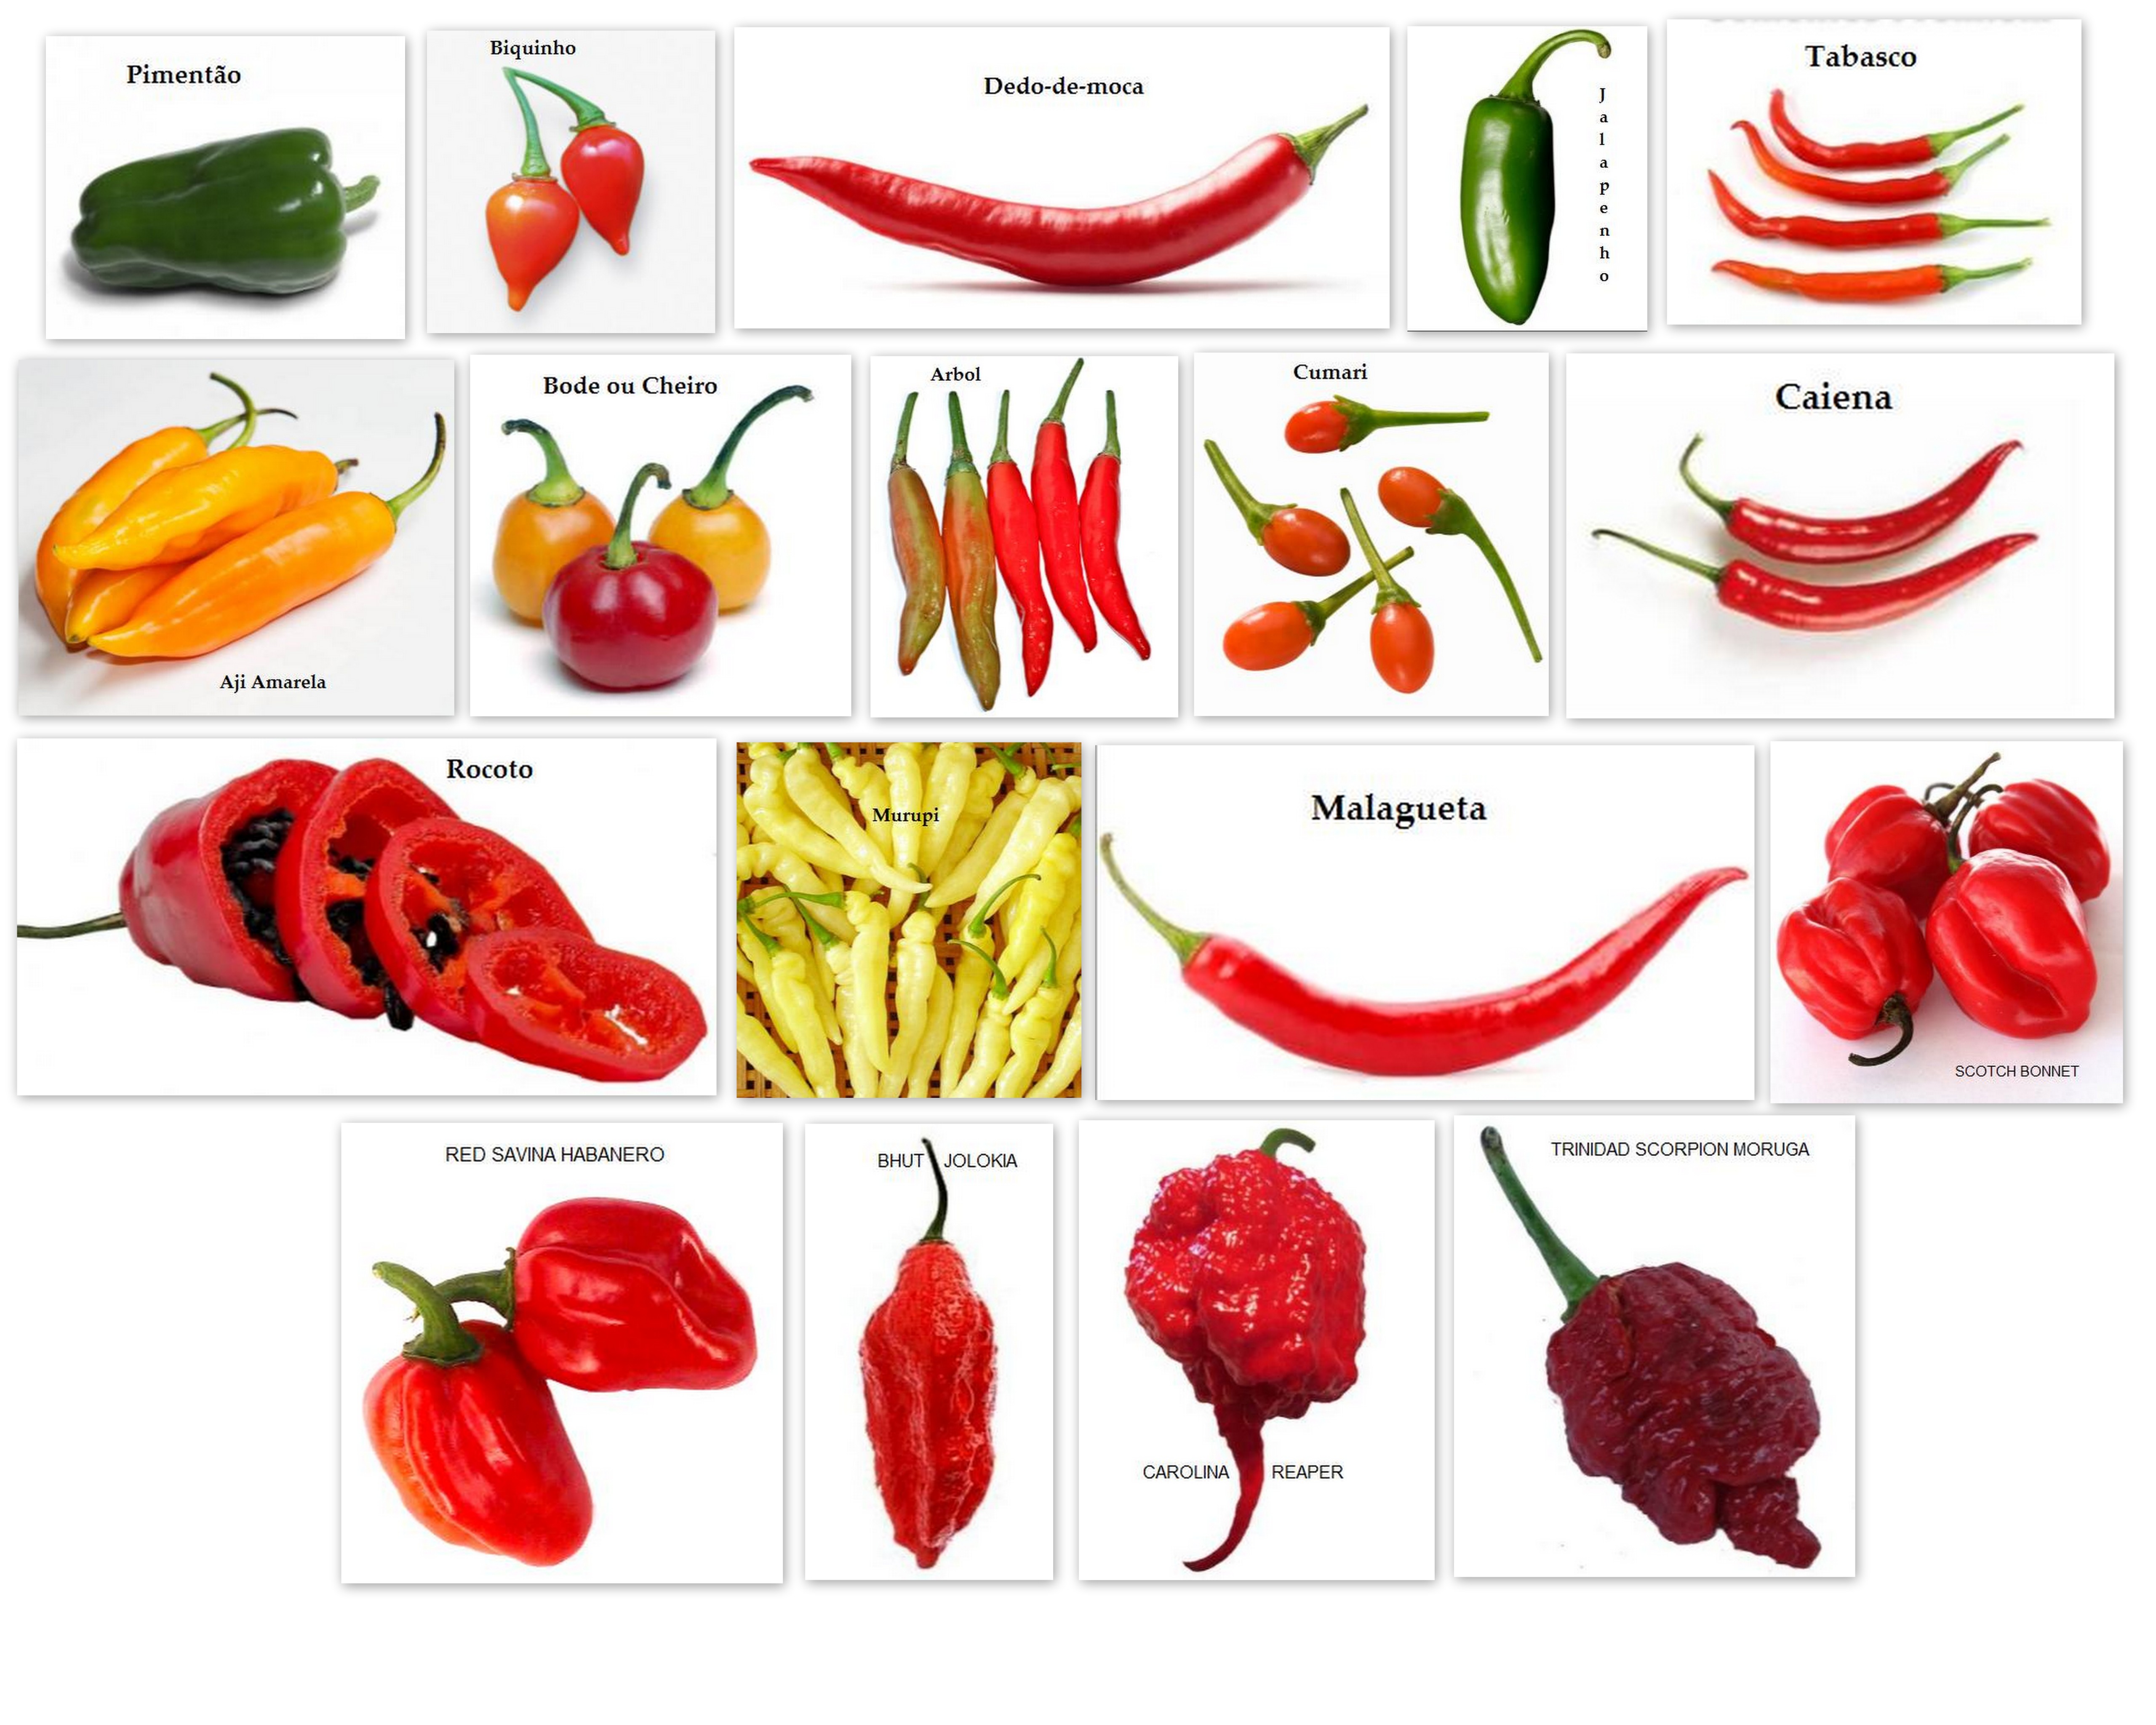 Pimentão
Biquinho
Dedo-de-moca
Jalapenho
Tabasco
Aji Amarela
Bode ou Cheiro
Arbol
Cumari
Caiena
Rocoto
Murupi
Malagueta
SCOTCH BONNET
RED SAVINA HABANERO
BHUT JOLOKIA
CAROLINA REAPER
TRINIDAD SCORPION MORUGA